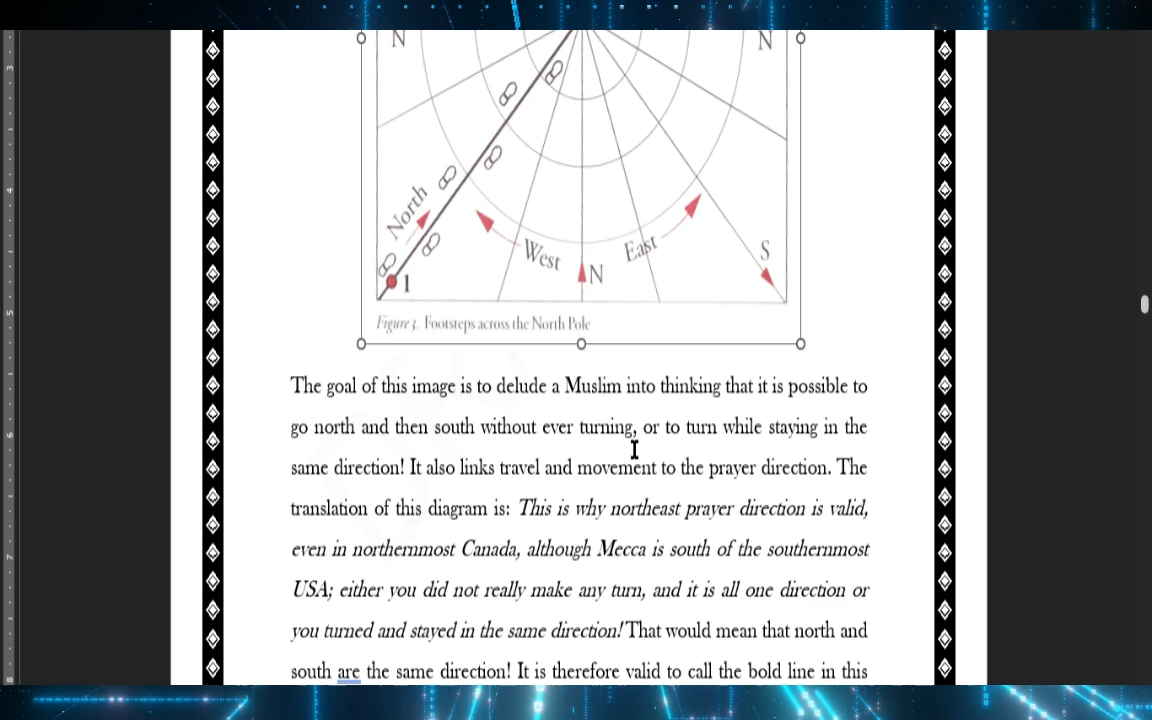 N
N
North
1
West
East
N
S
Figure 3. Footsteps across the North Pole
The goal of this image is to delude a Muslim into thinking that it is possible to
go north and then south without ever turning, or to turn while staying in the
same direction! It also links travel and movement to the prayer direction. The
translation of this diagram is: This is why northeast prayer direction is valid,
even in northernmost Canada, although Mecca is south of the southernmost
USA; either you did not really make any turn, and it is all one direction or
you turned and stayed in the same direction! That would mean that north and
south are the same direction! It is therefore valid to call the bold line in this
3
4
5
6
7
8